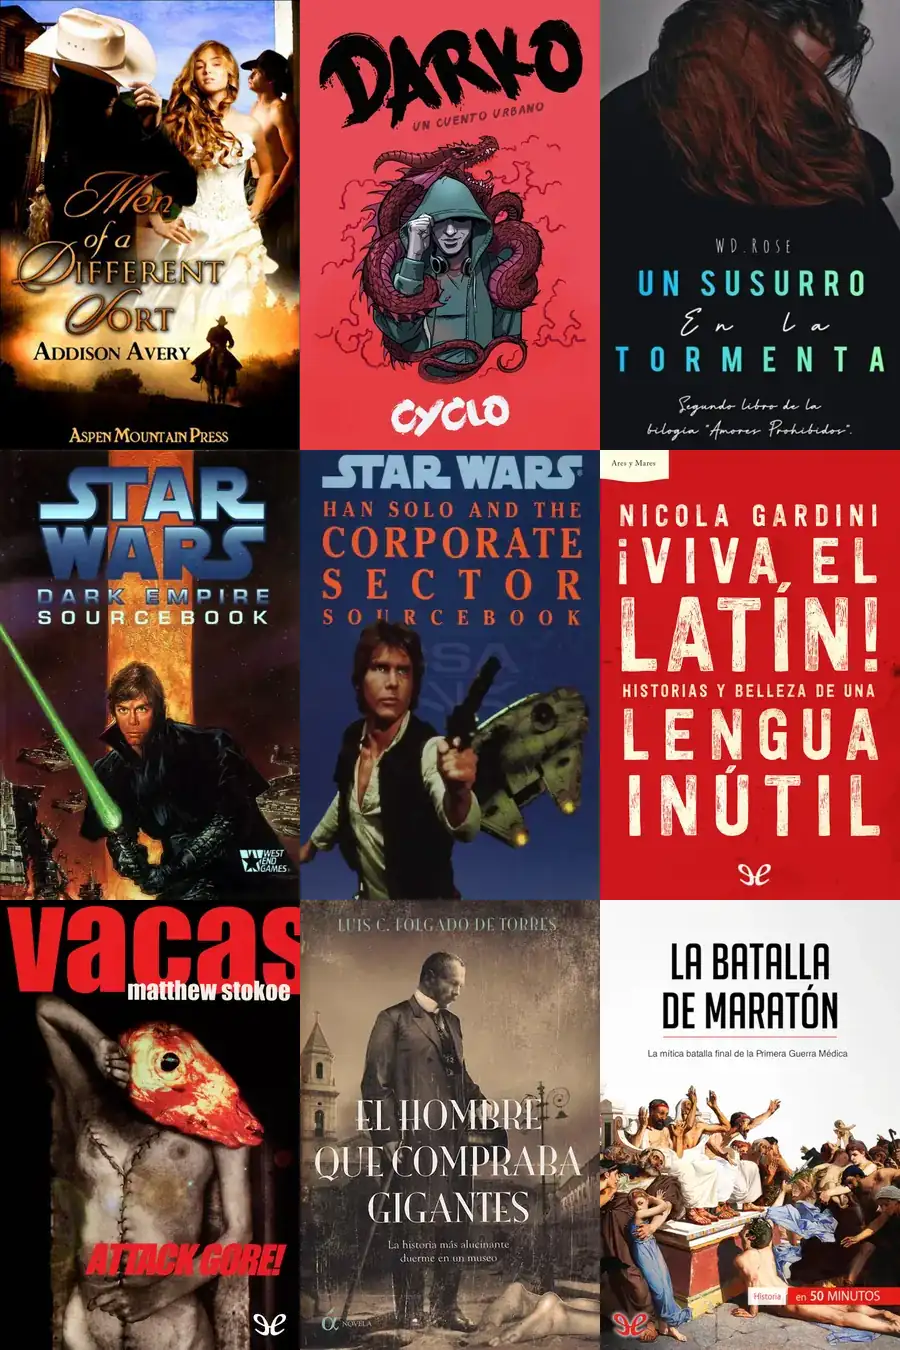 Men
of a
Different
Sort
Addison Avery
Aspen Mountain Press
DARKO
UN CUENTO URBANO
CYCLO
WD.ROSE
UN SUSURRO
En la
TORMENTA
Segundo libro de la
bilogía "Amores Prohibidos".
STAR
WARS
DARK EMPIRE
SOURCEBOOK
WEST
END
GAMES
STAR WARS
HAN SOLO AND THE
CORPORATE
SECTOR
SOURCEBOOK
Ares y Mares
NICOLA GARDINI
¡VIVA EL
LATÍN!
HISTORIAS Y BELLEZA DE UNA
LENGUA
INÚTIL
vacas
matthew stokoe
ATTACK GORE!
LUIS C. FOLGADO DE TORRES
EL HOMBRE
QUE COMPRABA
GIGANTES
La historia más alucinante
duerme en un museo
α NOVELA
LA BATALLA
DE MARATÓN
La mítica batalla final de la Primera Guerra Médica
Historia en 50 MINUTOS